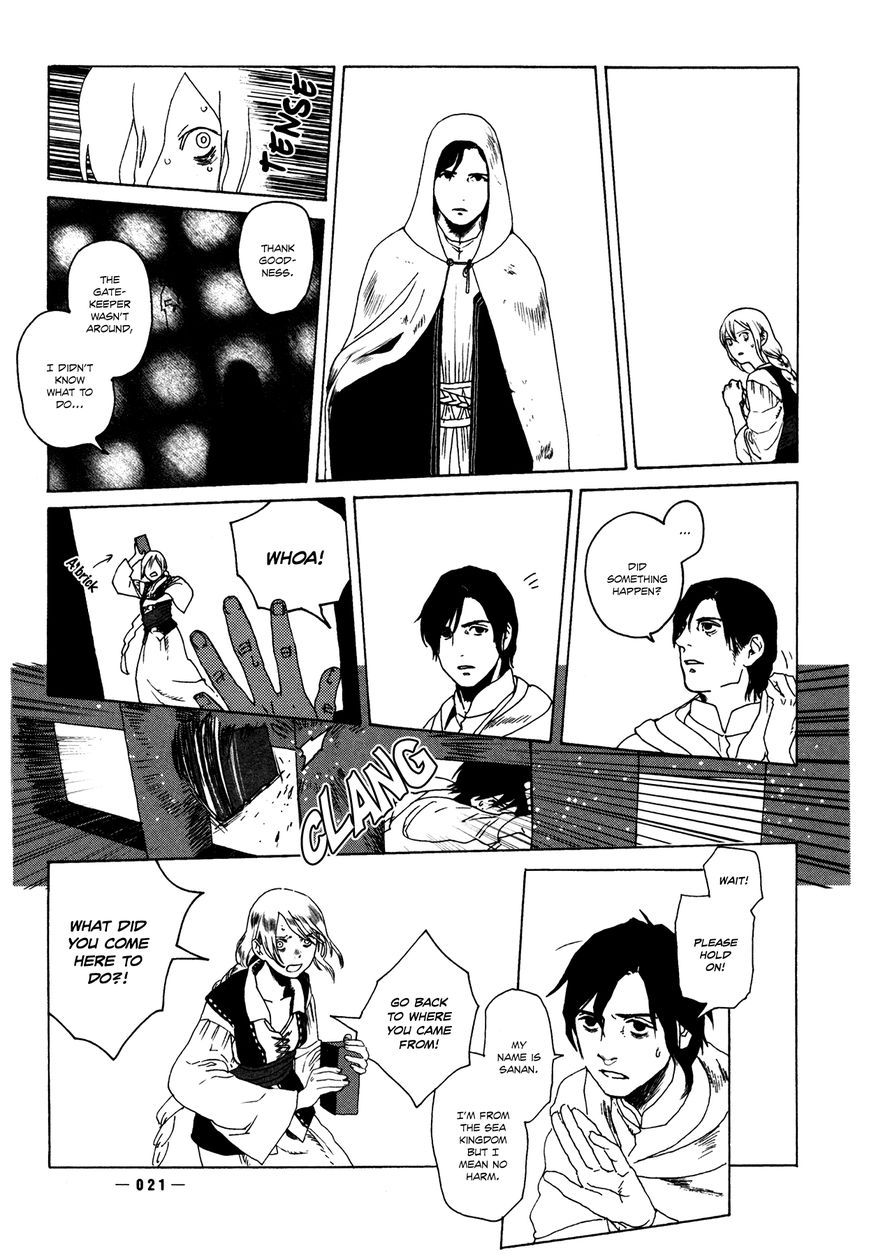 TENSE
THANK
GOOD-
NESS.
THE
GATE-
KEEPER
WASN'T
AROUND,
I DIDN'T
KNOW
WHAT TO
DO...
...
DID
SOMETHING
HAPPEN?
WHOA!
A brick
CLANG
WAIT!
PLEASE
HOLD
ON!
MY
NAME IS
SANAN.
I'M FROM
THE SEA
KINGDOM
BUT I
MEAN NO
HARM.
GO BACK
TO WHERE
YOU CAME
FROM!
WHAT DID
YOU COME
HERE TO
DO?!
— 021 —